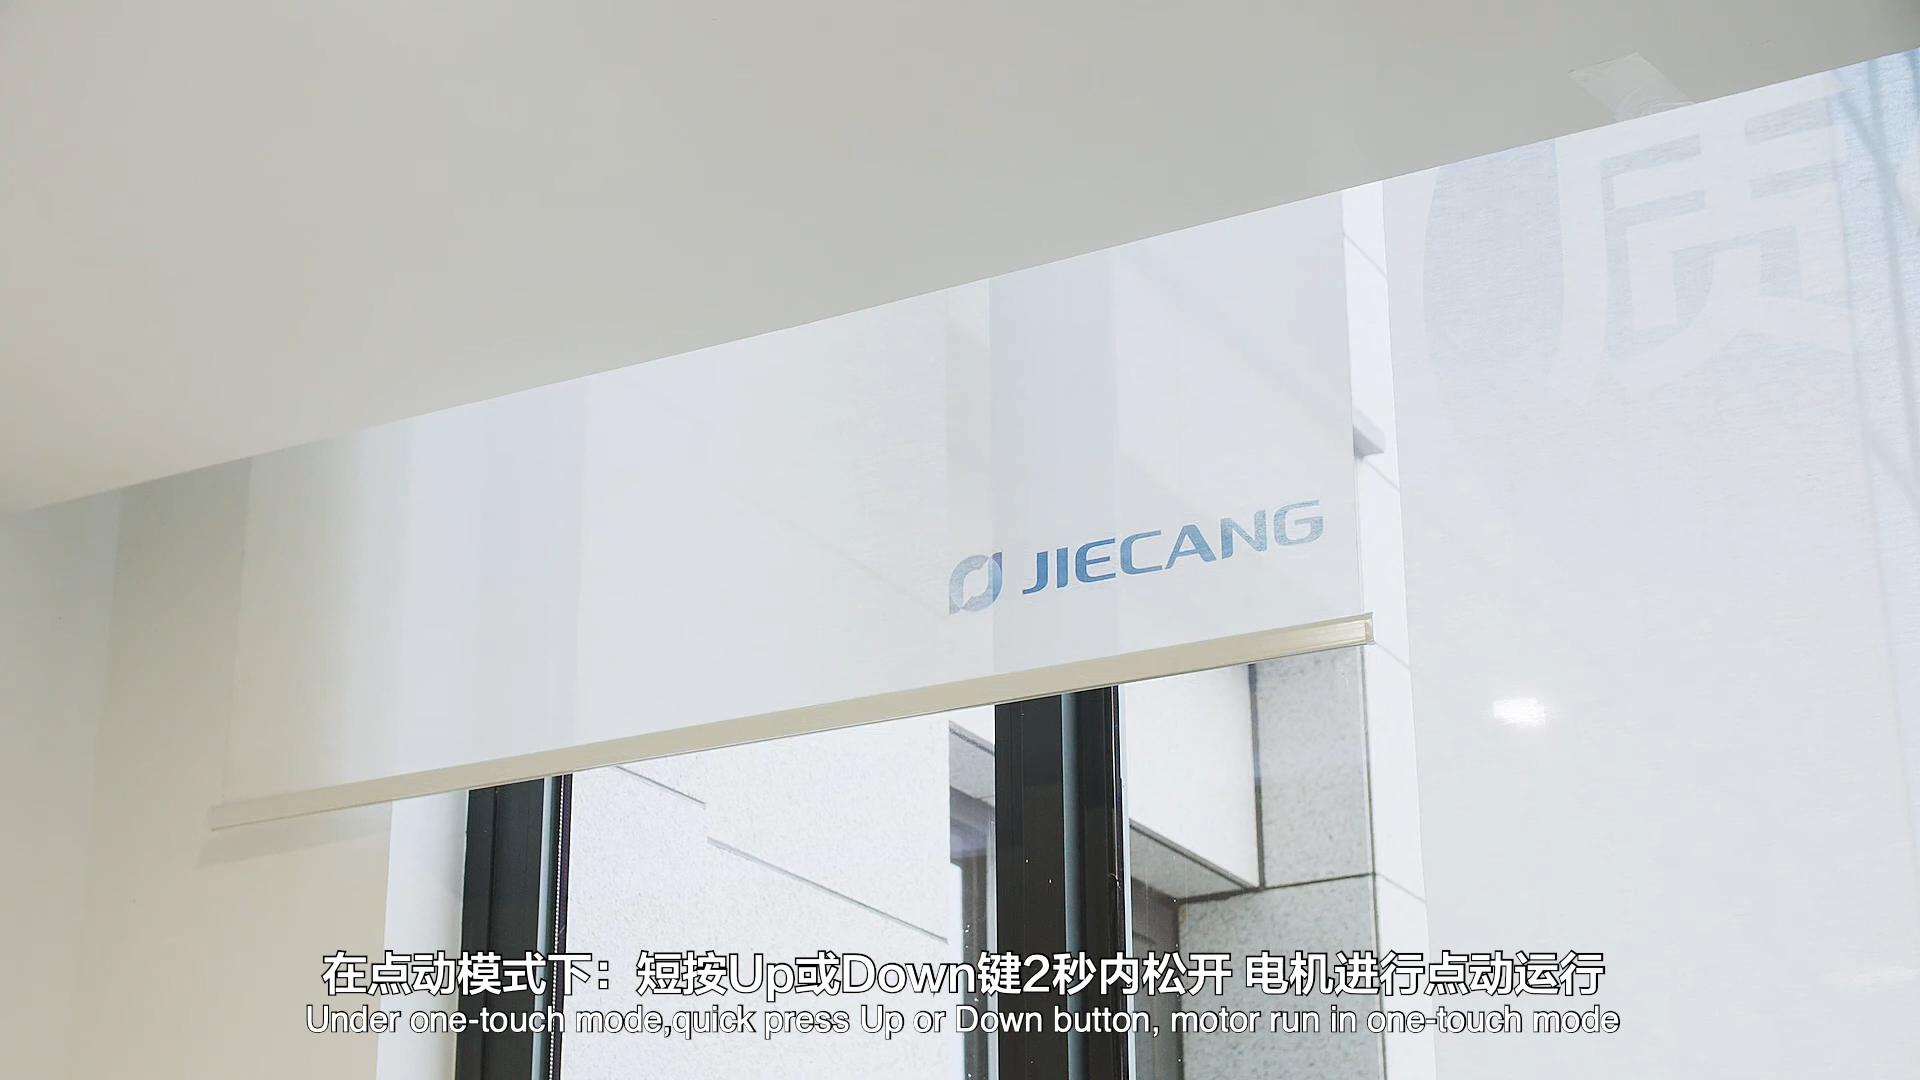 质
JIECANG
在点动模式下：短按Up或Down键2秒内松开 电机进行点动运行
Under one-touch mode,quick press Up or Down button, motor run in one-touch mode